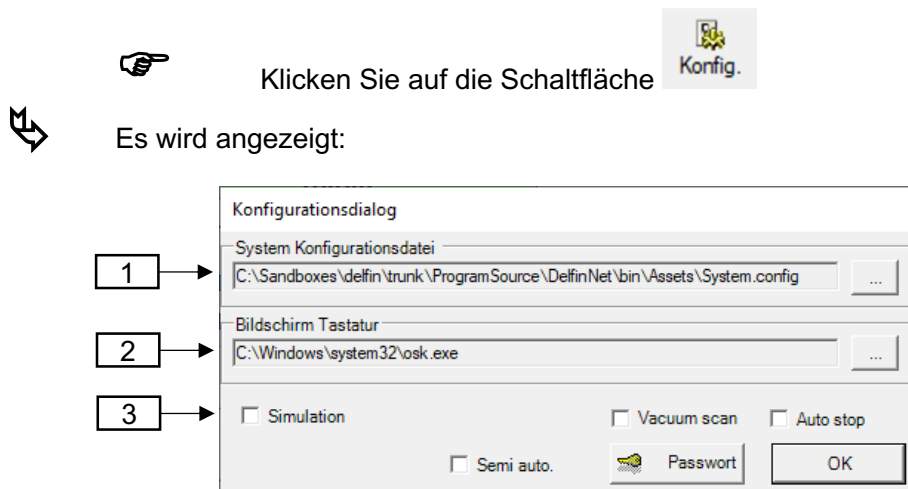 Klicken Sie auf die Schaltfläche Konfig.
Es wird angezeigt:
Konfigurationsdialog
System Konfigurationsdatei
1 C:\Sandboxes\delfin\trunk\ProgramSource\DelfinNet\bin\Assets\System.config ...
Bildschirm Tastatur
2 C:\Windows\system32\osk.exe ...
3 Simulation Vacuum scan Auto stop
Semi auto. Passwort OK